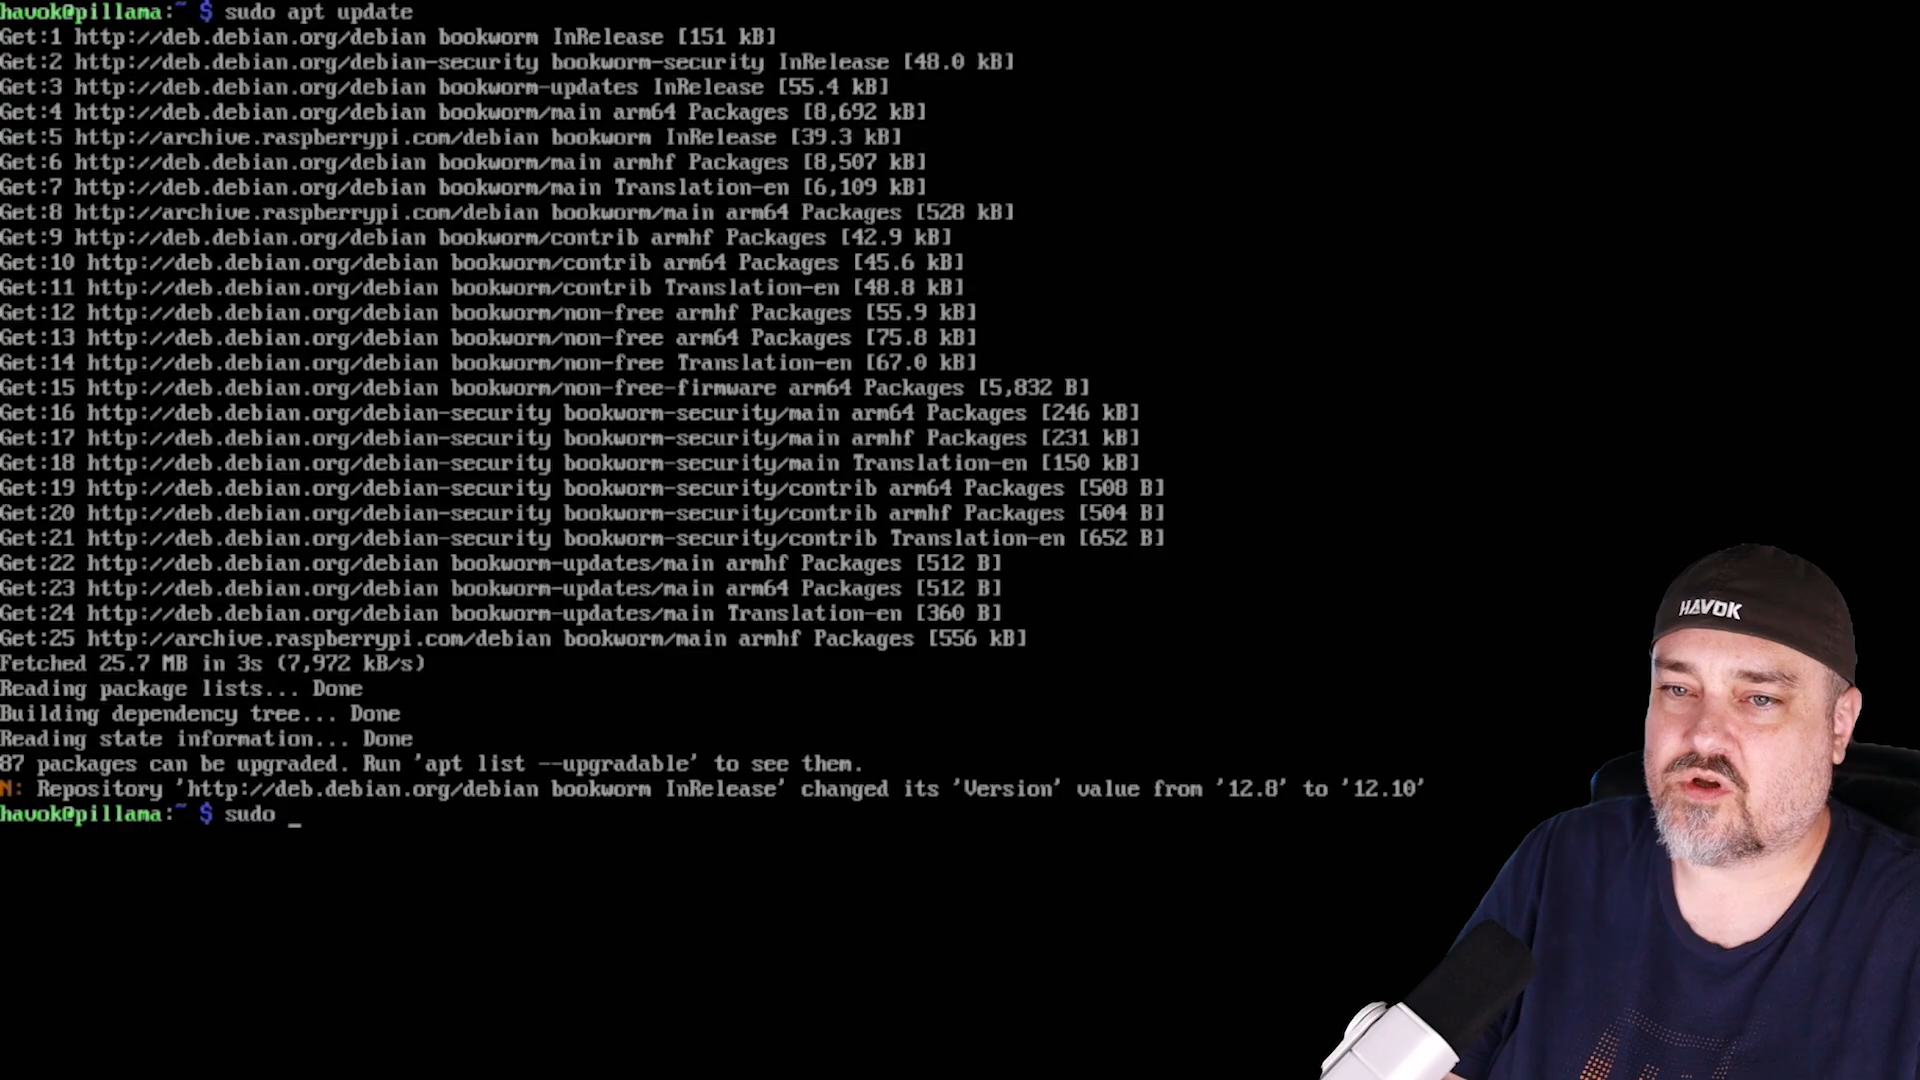 havok@pillama:~ $ sudo apt update
Get:1 http://deb.debian.org/debian bookworm InRelease [151 kB]
Get:2 http://deb.debian.org/debian-security bookworm-security InRelease [48.0 kB]
Get:3 http://deb.debian.org/debian bookworm-updates InRelease [55.4 kB]
Get:4 http://deb.debian.org/debian bookworm/main arm64 Packages [8,692 kB]
Get:5 http://archive.raspberrypi.com/debian bookworm InRelease [39.3 kB]
Get:6 http://deb.debian.org/debian bookworm/main armhf Packages [8,507 kB]
Get:7 http://deb.debian.org/debian bookworm/main Translation-en [6,109 kB]
Get:8 http://archive.raspberrypi.com/debian bookworm/main arm64 Packages [528 kB]
Get:9 http://deb.debian.org/debian bookworm/contrib armhf Packages [42.9 kB]
Get:10 http://deb.debian.org/debian bookworm/contrib arm64 Packages [45.6 kB]
Get:11 http://deb.debian.org/debian bookworm/contrib Translation-en [48.8 kB]
Get:12 http://deb.debian.org/debian bookworm/non-free armhf Packages [55.9 kB]
Get:13 http://deb.debian.org/debian bookworm/non-free arm64 Packages [75.8 kB]
Get:14 http://deb.debian.org/debian bookworm/non-free Translation-en [67.0 kB]
Get:15 http://deb.debian.org/debian bookworm/non-free-firmware arm64 Packages [5,832 B]
Get:16 http://deb.debian.org/debian-security bookworm-security/main arm64 Packages [246 kB]
Get:17 http://deb.debian.org/debian-security bookworm-security/main armhf Packages [231 kB]
Get:18 http://deb.debian.org/debian-security bookworm-security/main Translation-en [150 kB]
Get:19 http://deb.debian.org/debian-security bookworm-security/contrib arm64 Packages [508 B]
Get:20 http://deb.debian.org/debian-security bookworm-security/contrib armhf Packages [504 B]
Get:21 http://deb.debian.org/debian-security bookworm-security/contrib Translation-en [652 B]
Get:22 http://deb.debian.org/debian bookworm-updates/main armhf Packages [512 B]
Get:23 http://deb.debian.org/debian bookworm-updates/main arm64 Packages [512 B]
Get:24 http://deb.debian.org/debian bookworm-updates/main Translation-en [360 B]
Get:25 http://archive.raspberrypi.com/debian bookworm/main armhf Packages [556 kB]
Fetched 25.7 MB in 3s (7,972 kB/s)
Reading package lists... Done
Building dependency tree... Done
Reading state information... Done
87 packages can be upgraded. Run 'apt list --upgradable' to see them.
N: Repository 'http://deb.debian.org/debian bookworm InRelease' changed its 'Version' value from '12.8' to '12.10'
havok@pillama:~ $ sudo _
HAVOK